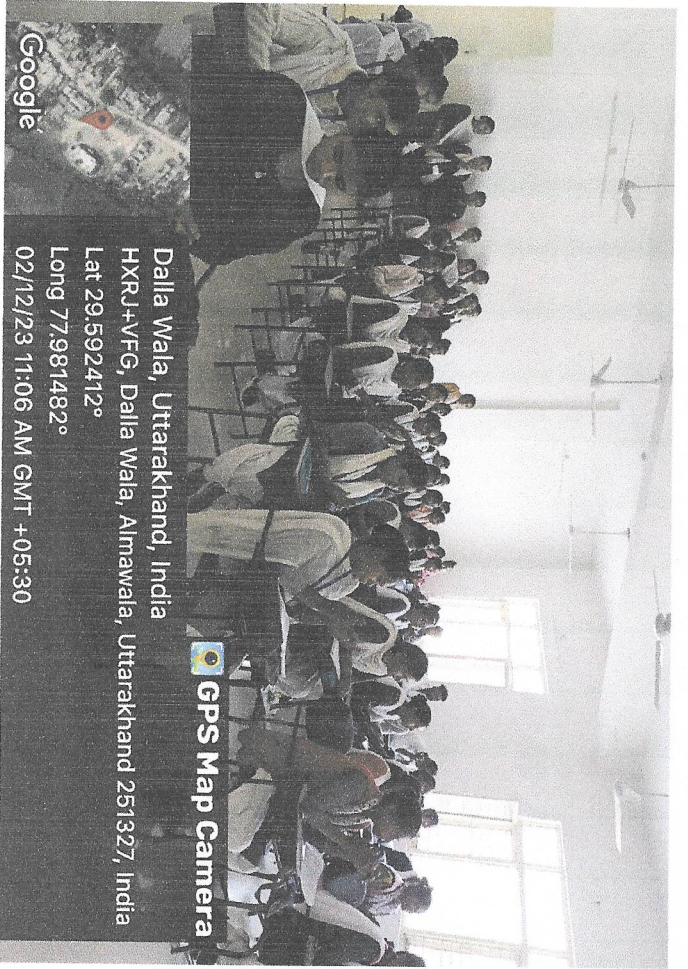 GPS Map Camera
Dalla Wala, Uttarakhand, India
HXRJ+VFG, Dalla Wala, Almawala, Uttarakhand 251327, India
Lat 29.592412°
Long 77.981482°
02/12/23 11:06 AM GMT +05:30
Google